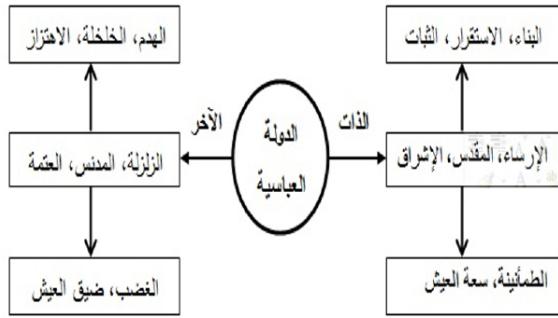 البناء، الاستقرار، الثبات
الهدم، الخلخلة، الاهتزاز
الذات
الآخر
الدولة
العباسية
الإرساء، المقدس، الإشراق
الزلزلة، المدنس، العتمة
الطمأنينة، سعة العيش
الغضب، ضيق العيش